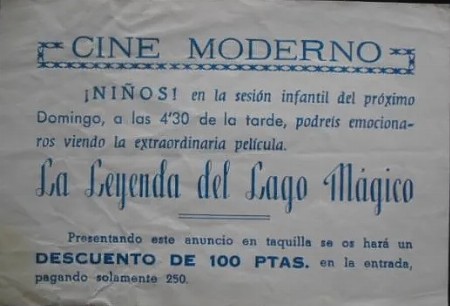 CINE MODERNO
¡NIÑOS! en la sesión infantil del próximo
Domingo, a las 4'30 de la tarde, podreis emociona-
ros viendo la extraordinaria película.
La Leyenda del Lago Mágico
Presentando este anuncio en taquilla se os hará un
DESCUENTO DE 100 PTAS. en la entrada,
pagando solamente 250.